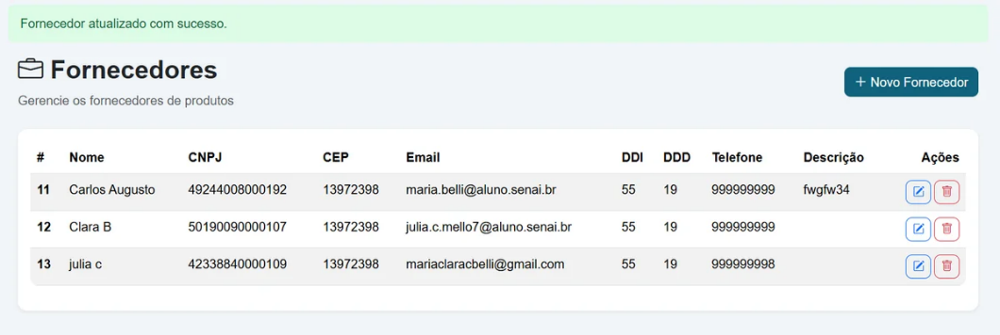 Fornecedor atualizado com sucesso.
Fornecedores
+ Novo Fornecedor
Gerencie os fornecedores de produtos
# Nome CNPJ CEP Email DDI DDD Telefone Descrição Ações
11 Carlos Augusto 49244008000192 13972398 maria.belli@aluno.senai.br 55 19 999999999 fwgfw34
12 Clara B 50190090000107 13972398 julia.c.mello7@aluno.senai.br 55 19 999999999
13 julia c 42338840000109 13972398 mariaclaracbelli@gmail.com 55 19 999999998